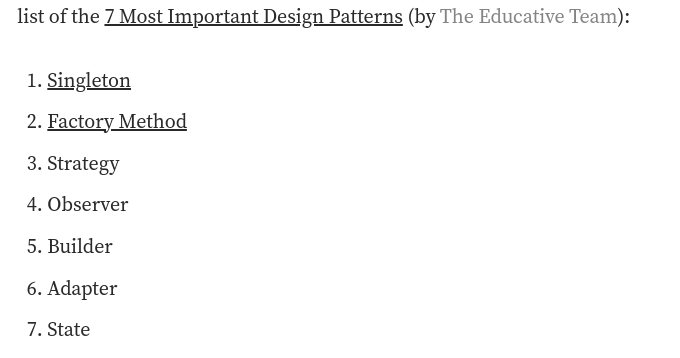 list of the 7 Most Important Design Patterns (by The Educative Team):
1. Singleton
2. Factory Method
3. Strategy
4. Observer
5. Builder
6. Adapter
7. State